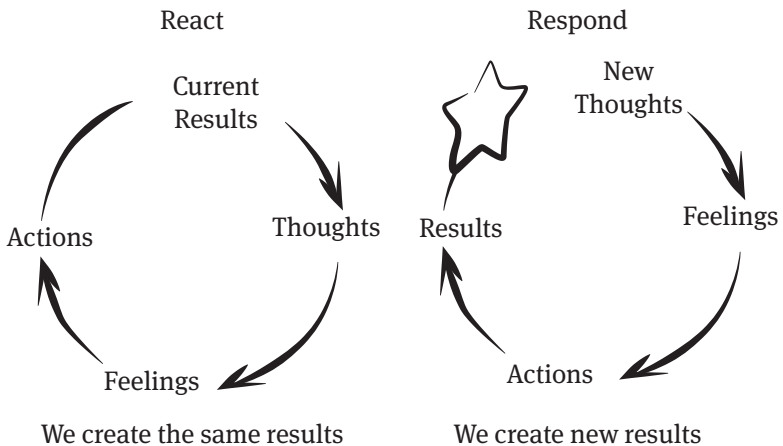 React
Current
Results
Thoughts
Feelings
Actions
We create the same results
Respond
New
Thoughts
Feelings
Actions
Results
We create new results